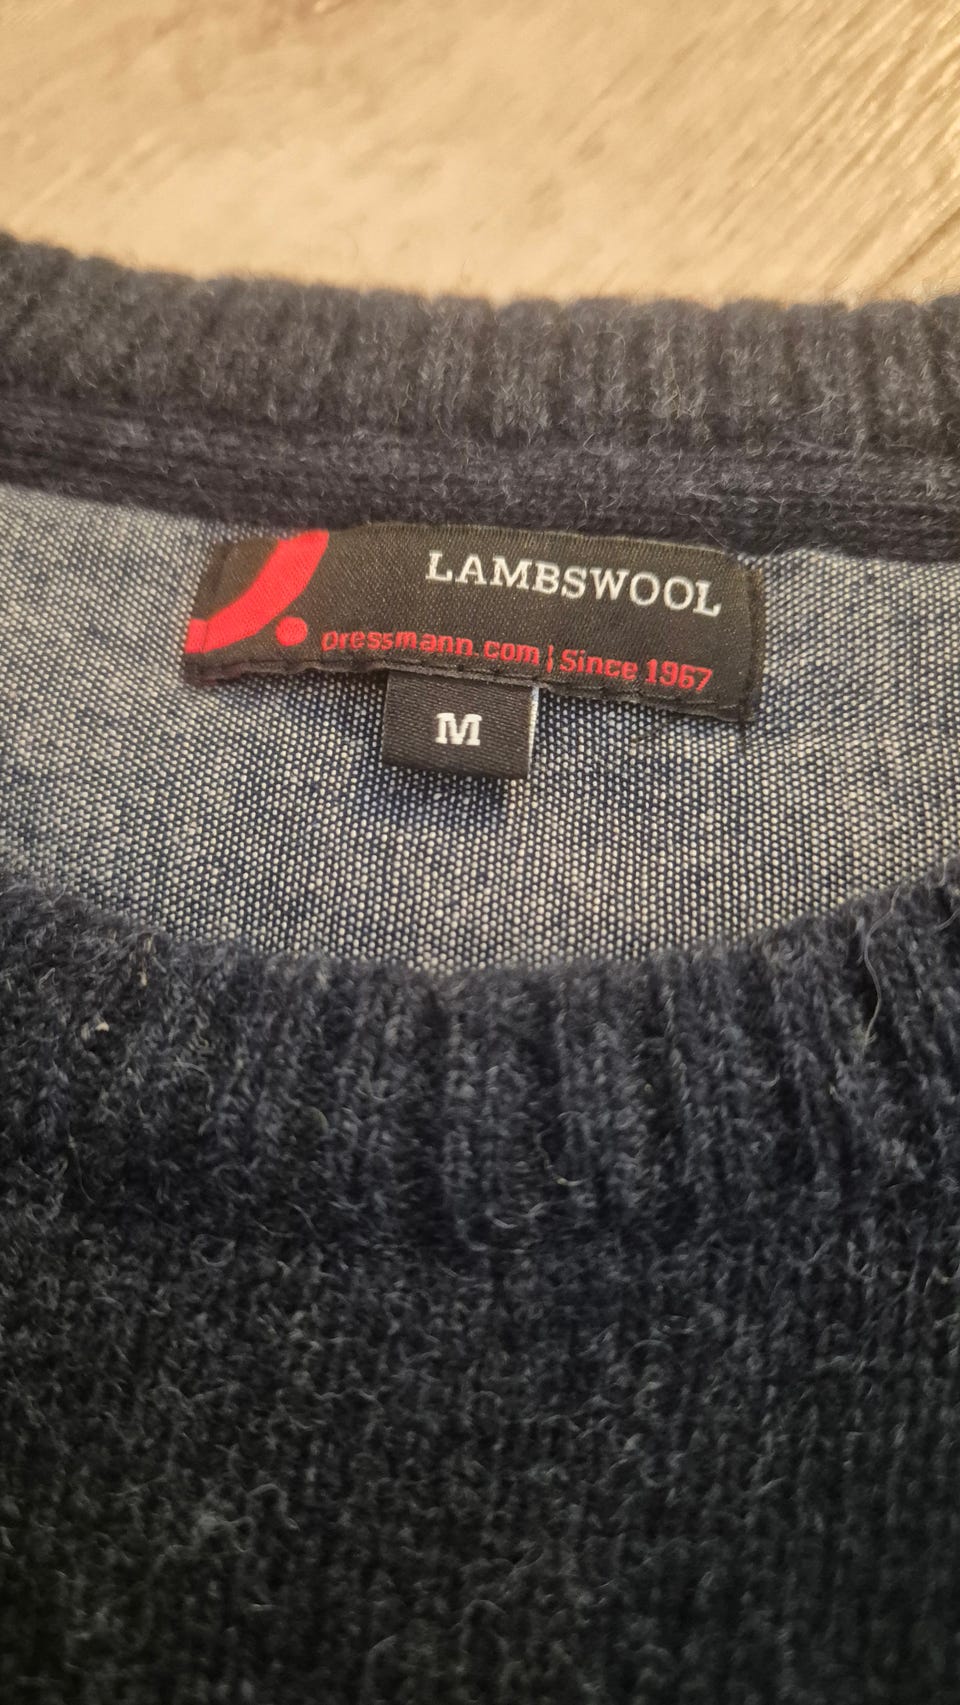 LAMBSWOOL
pressmann.com | Since 1967
M